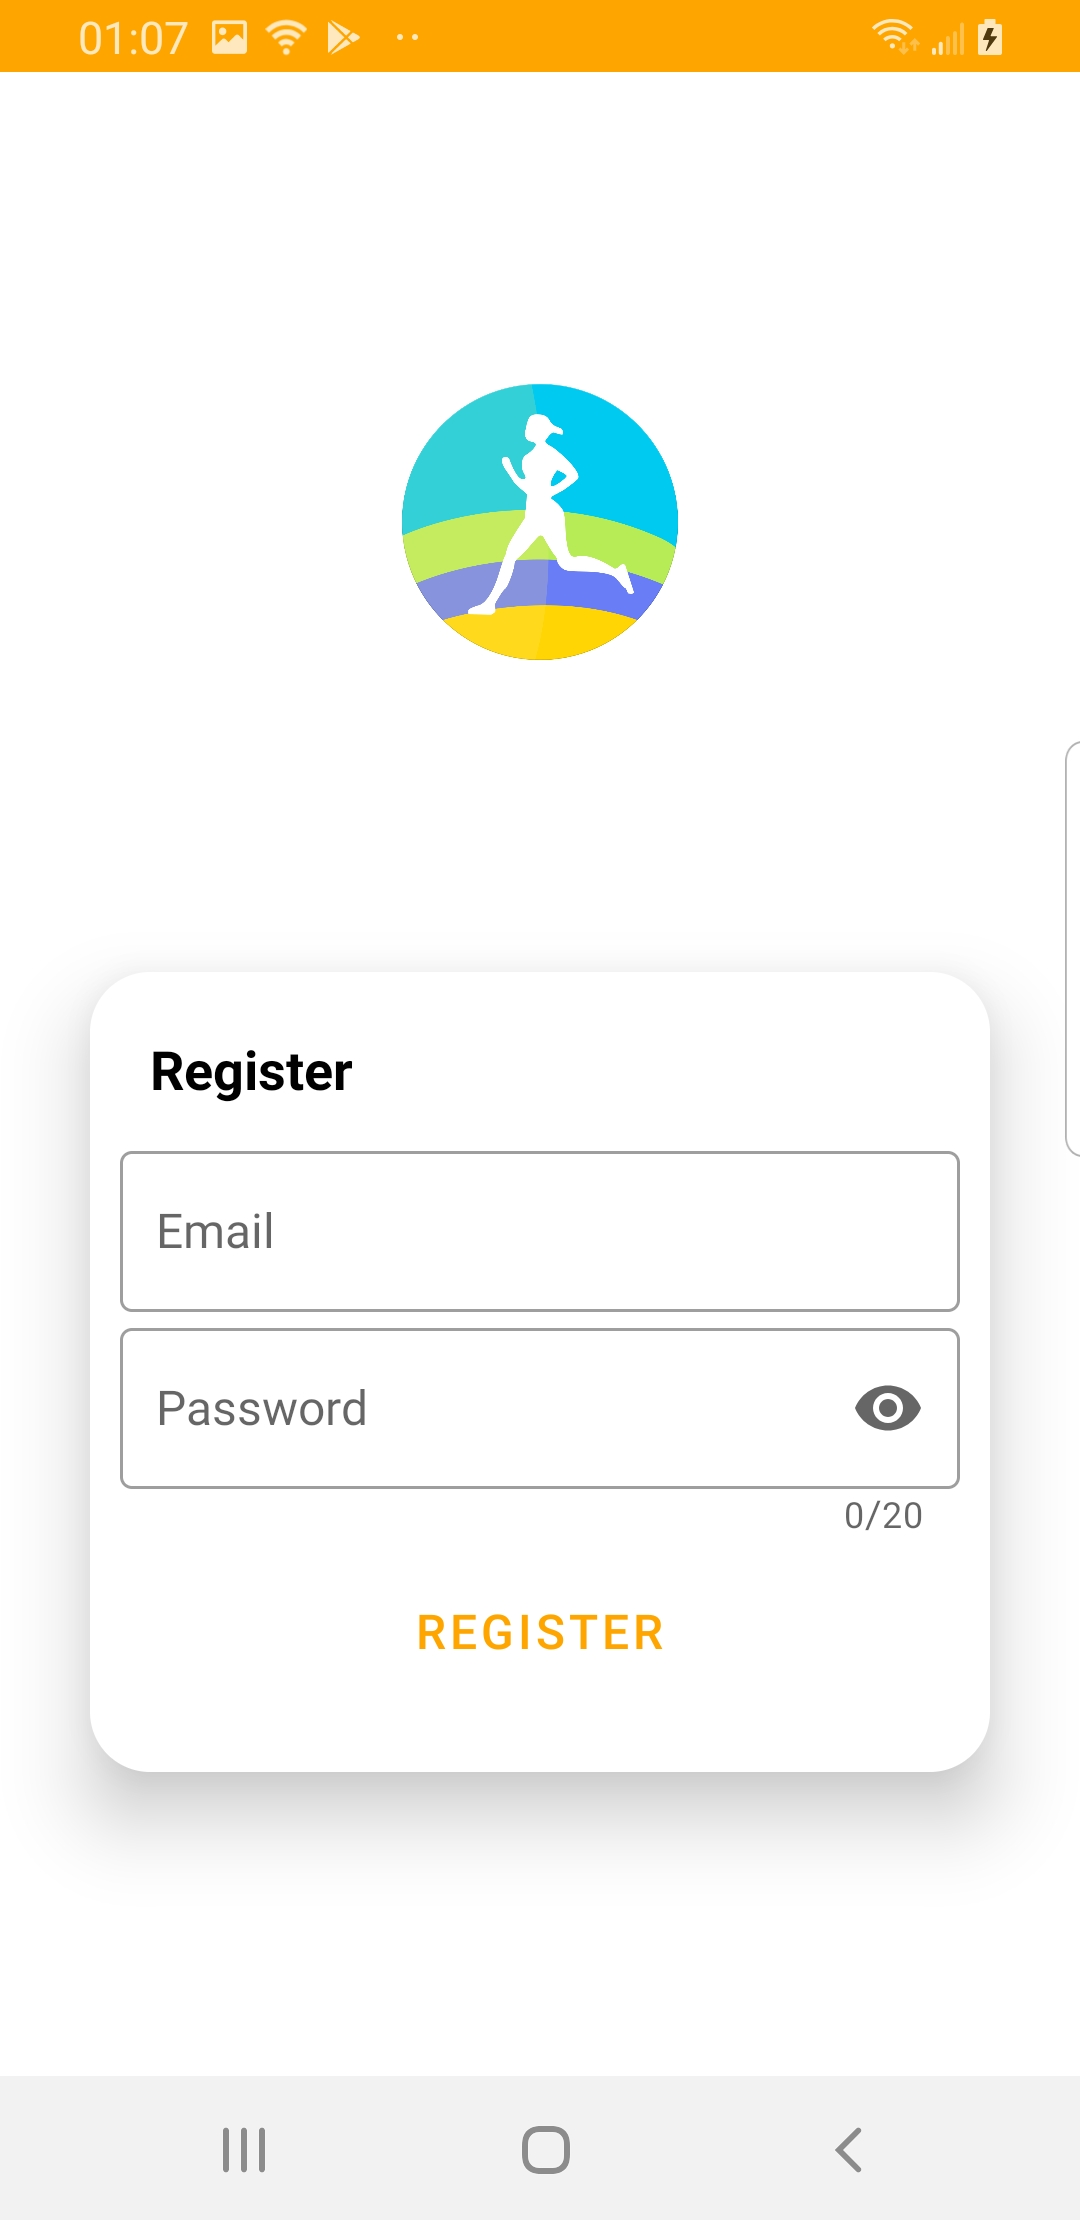 01:07
Register
Email
Password
0/20
REGISTER